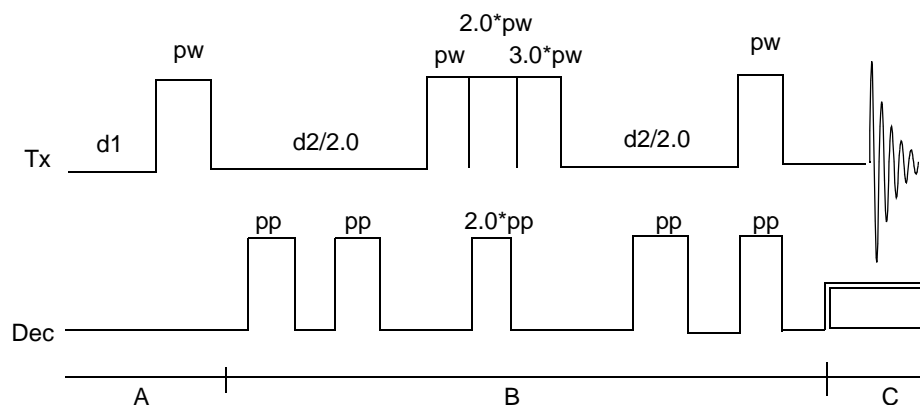 2.0*pw
pw pw 3.0*pw pw
d1 d2/2.0 d2/2.0
Tx
pp pp 2.0*pp pp pp
Dec
A B C